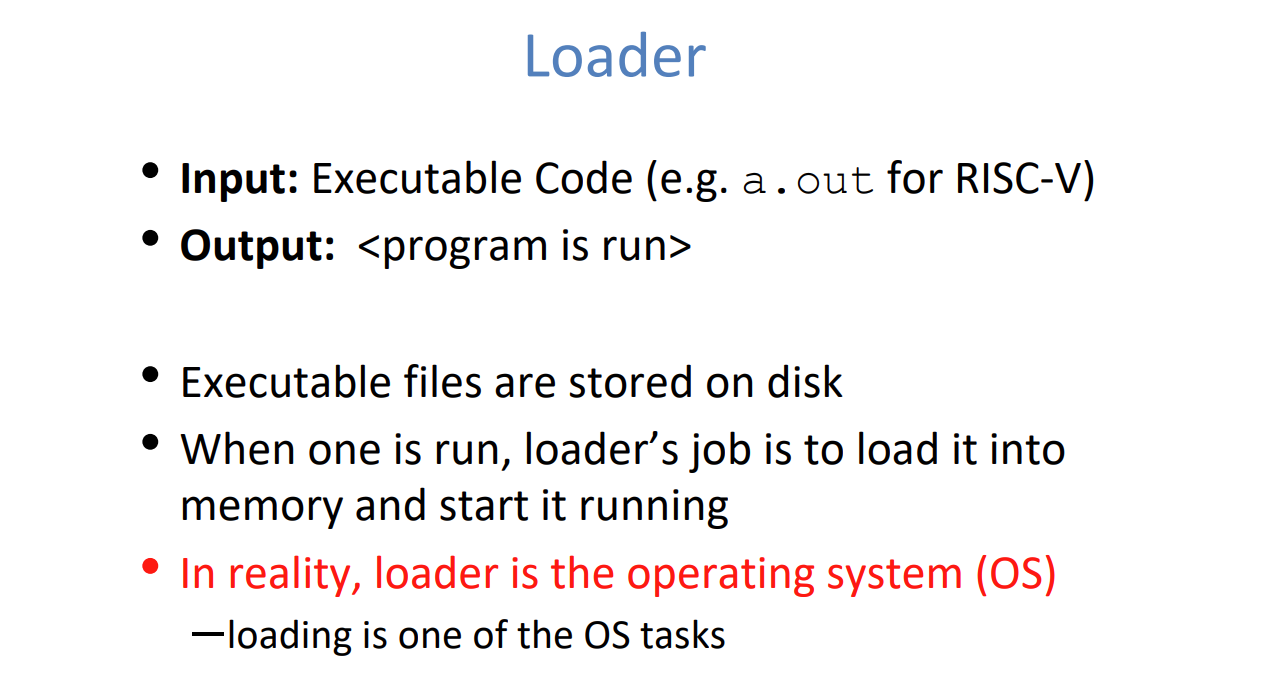 Loader
• Input: Executable Code (e.g. a.out for RISC-V)
• Output: <program is run>
• Executable files are stored on disk
• When one is run, loader’s job is to load it into
memory and start it running
• In reality, loader is the operating system (OS)
—loading is one of the OS tasks